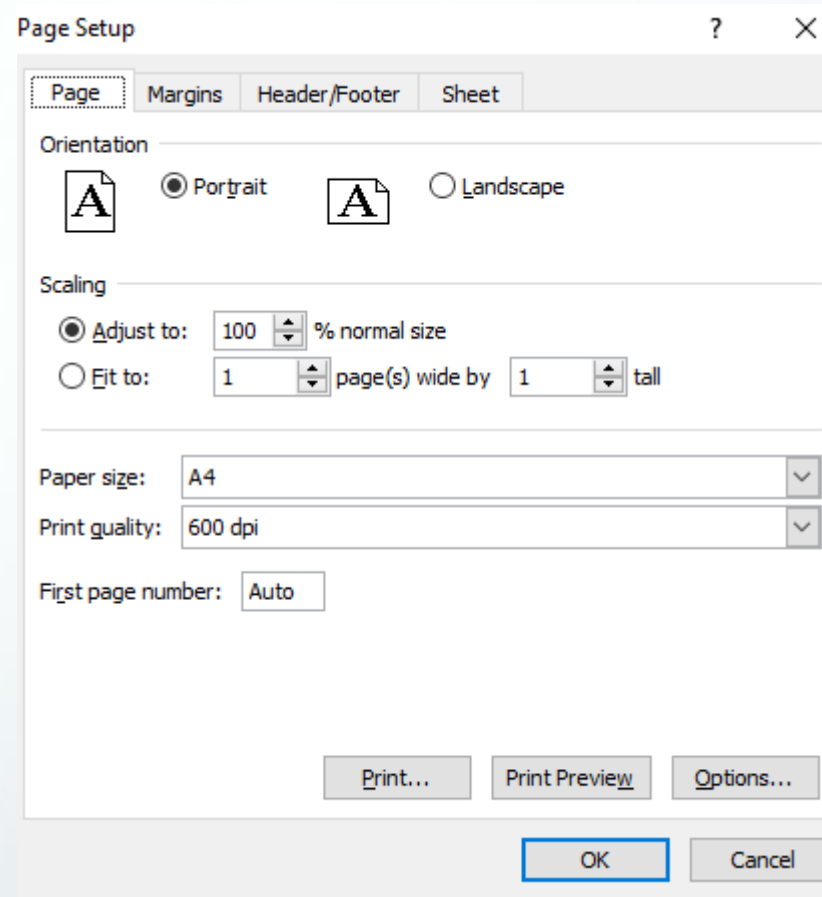 Page Setup ?
Page Margins Header/Footer Sheet
Orientation
A Portrait A Landscape
Scaling
Adjust to: 100 % normal size
Fit to: 1 page(s) wide by 1 tall
Paper size: A4
Print quality: 600 dpi
First page number: Auto
Print... Print Preview Options...
OK Cancel